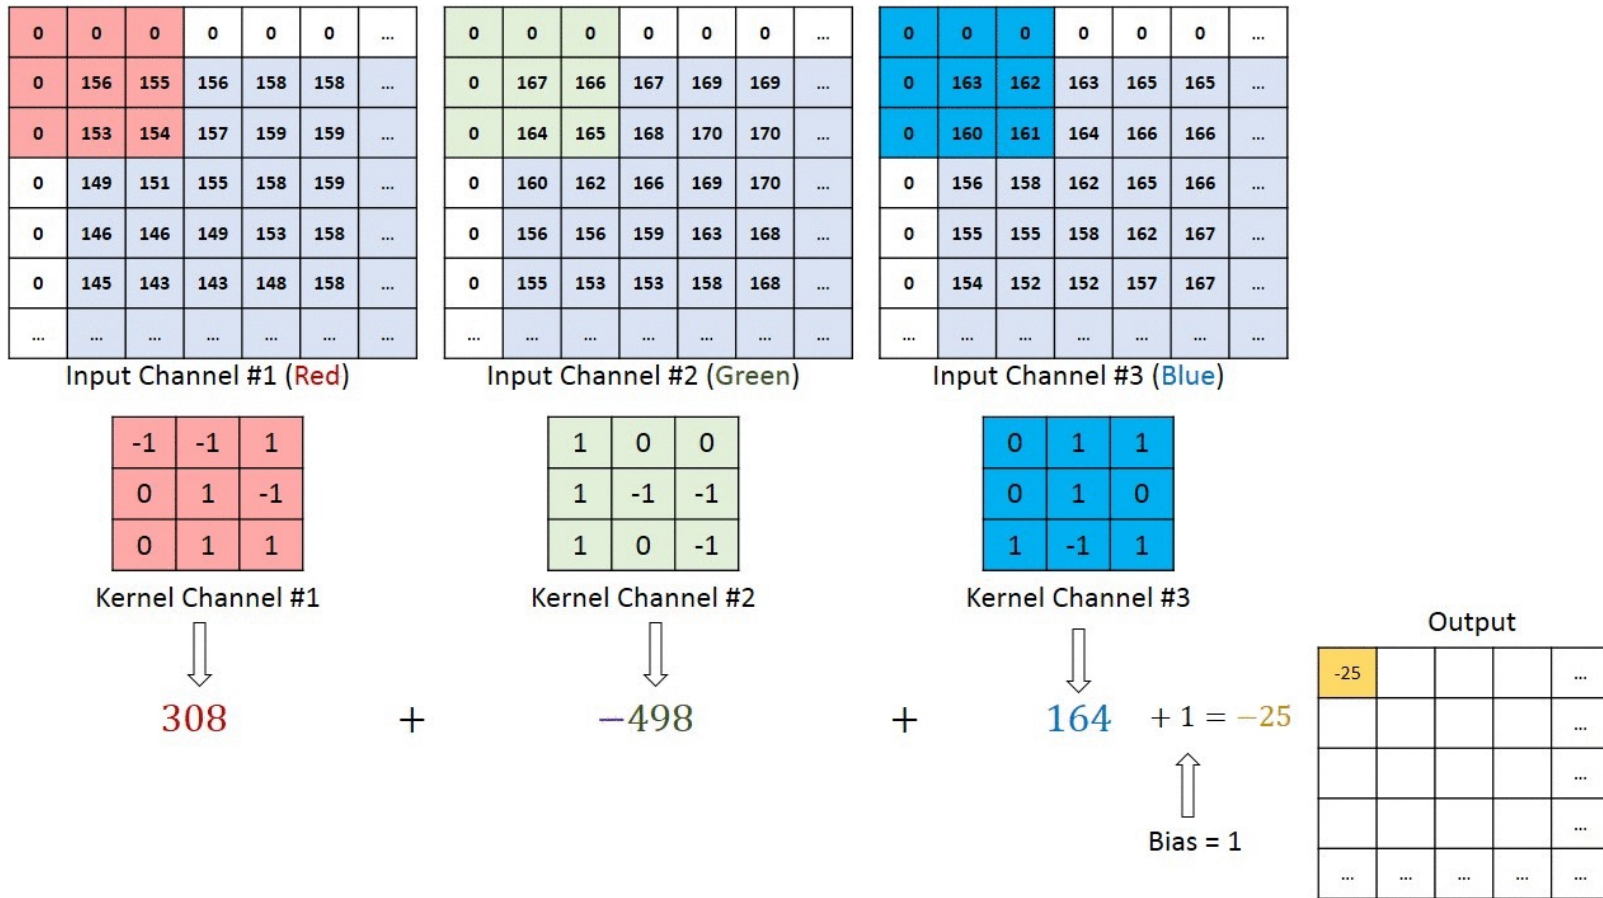 0 0 0 0 0 0 ... 0 0 0 0 0 0 ... 0 0 0 0 0 0 ...
0 156 155 156 158 158 ... 0 167 166 167 169 169 ... 0 163 162 163 165 165 ...
0 153 154 157 159 159 ... 0 164 165 168 170 170 ... 0 160 161 164 166 166 ...
0 149 151 155 158 159 ... 0 160 162 166 169 170 ... 0 156 158 162 165 166 ...
0 146 146 149 153 158 ... 0 156 156 159 163 168 ... 0 155 155 158 162 167 ...
0 145 143 143 148 158 ... 0 155 153 153 158 168 ... 0 154 152 152 157 167 ...
... ... ... ... ... ... ... ... ... ... ... ... ... ... ... ... ... ... ... ... ...
Input Channel #1 (Red) Input Channel #2 (Green) Input Channel #3 (Blue)
-1 -1 1 1 0 0 0 1 1
0 1 -1 1 -1 -1 0 1 0
0 1 1 1 0 -1 1 -1 1
Kernel Channel #1 Kernel Channel #2 Kernel Channel #3
308 + −498 + 164 + 1 = −25
Bias = 1
Output
-25 ...
...
...
...
... ... ... ... ...